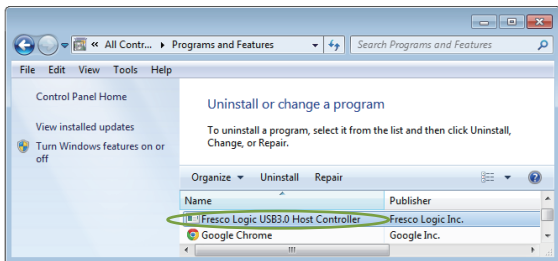 « All Contr... ▸ Programs and Features Search Programs and Features
File Edit View Tools Help
Control Panel Home
View installed updates
Turn Windows features on or
off
Uninstall or change a program
To uninstall a program, select it from the list and then click Uninstall,
Change, or Repair.
Organize Uninstall Repair
Name Publisher
Fresco Logic USB3.0 Host Controller Fresco Logic Inc.
Google Chrome Google Inc.